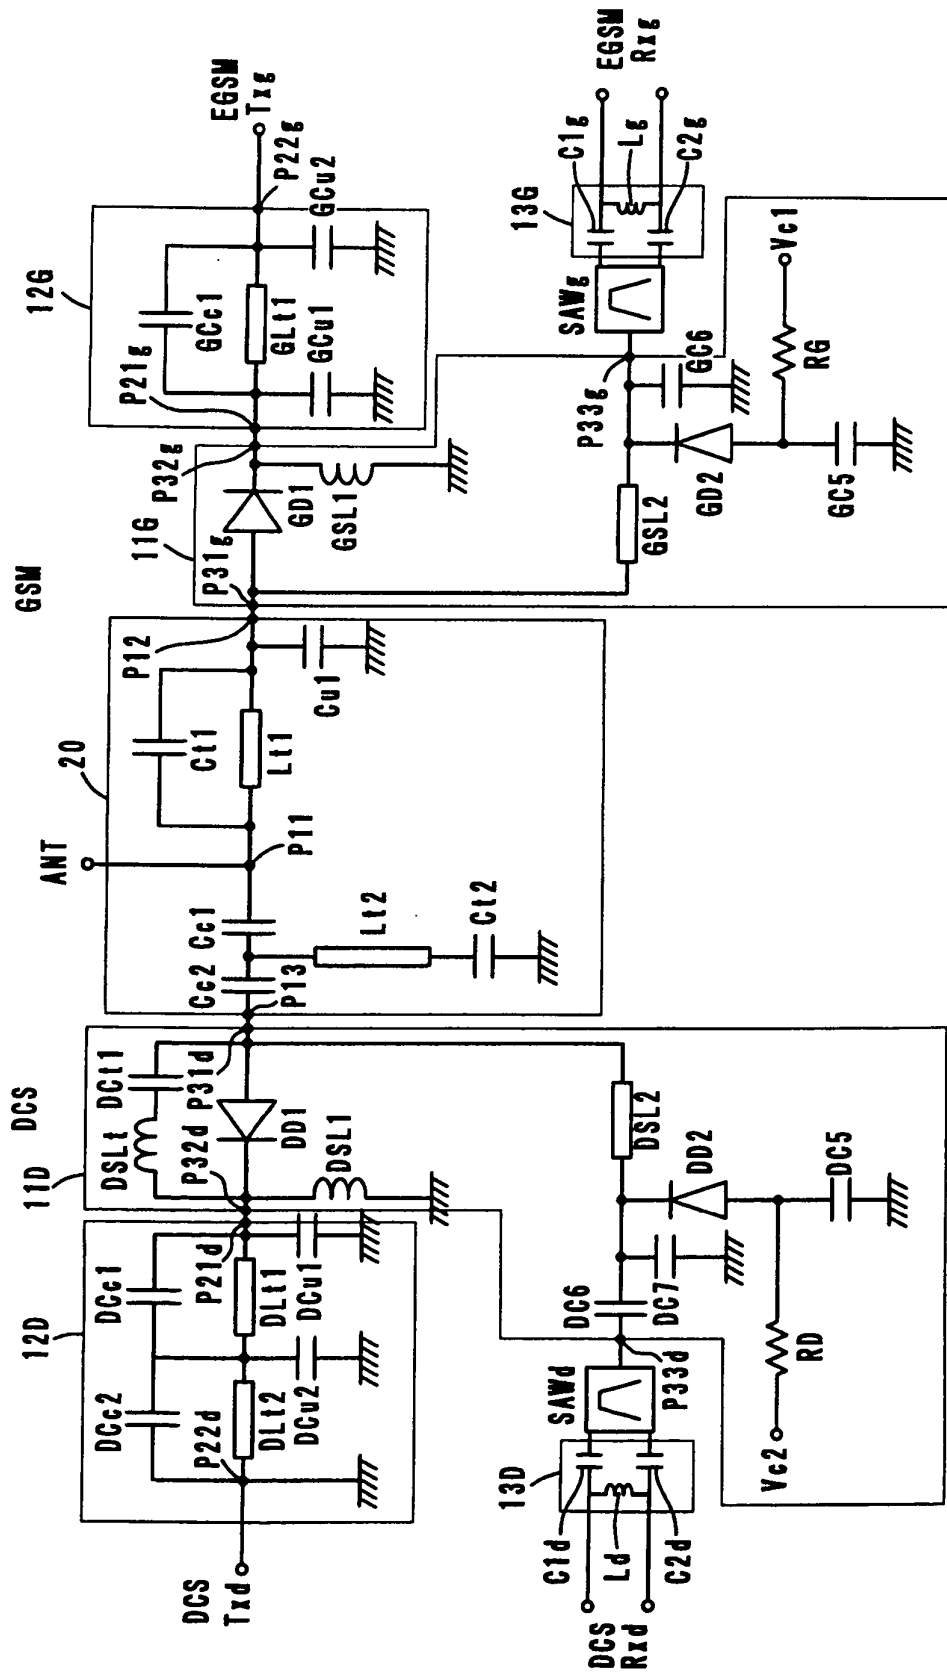 DCS
GSM
ANT
EGSM
Txg
12D
11D
20
11G
12G
DCc2
DCc1
DSLt
DCt1
P22d
P21d
P32d
P31d
Cc2
Cc1
Ct1
P12
P31g
P32g
P21g
GCc1
P22g
DCS
Txd
DLt2
DLt1
DD1
P13
P11
Lt1
GD1
GLt1
DCu2
DCu1
DSL1
Lt2
Ct2
Cu1
GSL1
GCu1
GCu2
13D
SAWd
DC6
DC7
DSL2
DD2
DC5
P33d
C1d
Ld
C2d
DCS
Rxd
Vc2
RD
GSL2
GD2
GC5
P33g
GC6
SAWg
13G
C1g
Lg
C2g
EGSM
Rxg
RG
Vc1